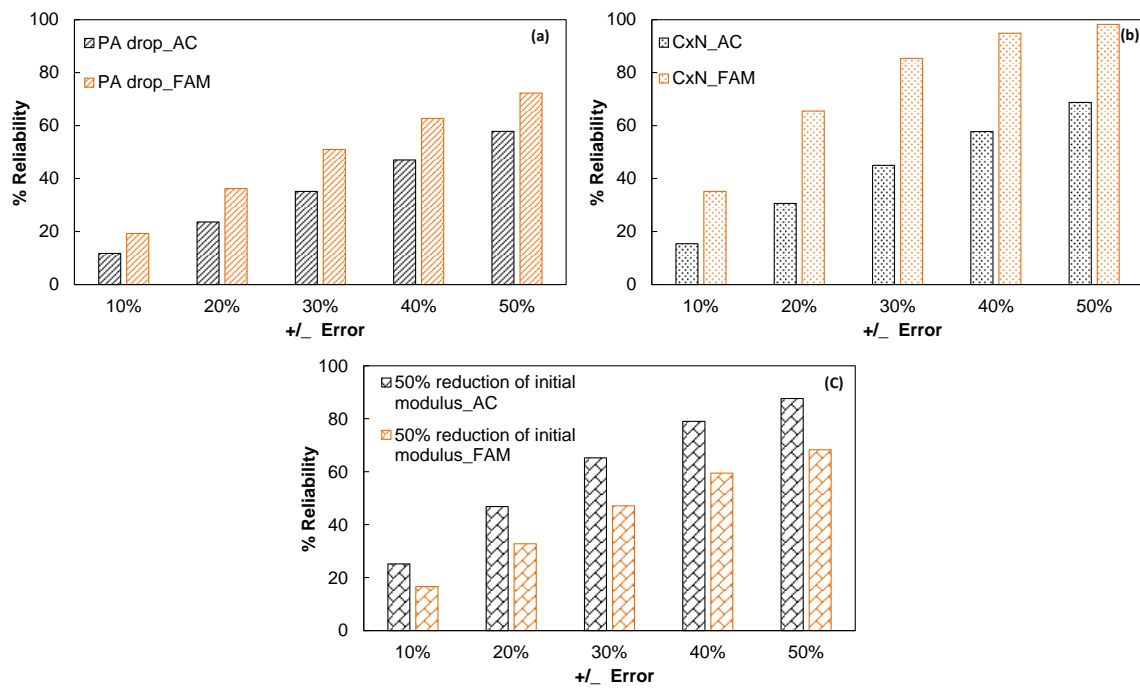 (a)
PA drop_AC
PA drop_FAM
% Reliability
100
80
60
40
20
0
10% 20% 30% 40% 50%
+/_ Error
(b)
CxN_AC
CxN_FAM
% Reliability
100
80
60
40
20
0
10% 20% 30% 40% 50%
+/_ Error
(C)
50% reduction of initial
modulus_AC
50% reduction of initial
modulus_FAM
% Reliability
100
80
60
40
20
0
10% 20% 30% 40% 50%
+/_ Error